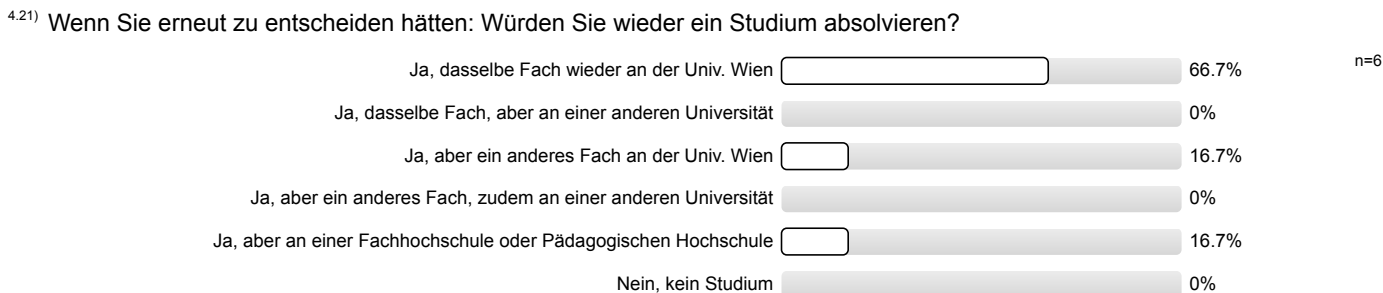 4.21) Wenn Sie erneut zu entscheiden hätten: Würden Sie wieder ein Studium absolvieren?
Ja, dasselbe Fach wieder an der Univ. Wien 66.7% n=6
Ja, dasselbe Fach, aber an einer anderen Universität 0%
Ja, aber ein anderes Fach an der Univ. Wien 16.7%
Ja, aber ein anderes Fach, zudem an einer anderen Universität 0%
Ja, aber an einer Fachhochschule oder Pädagogischen Hochschule 16.7%
Nein, kein Studium 0%